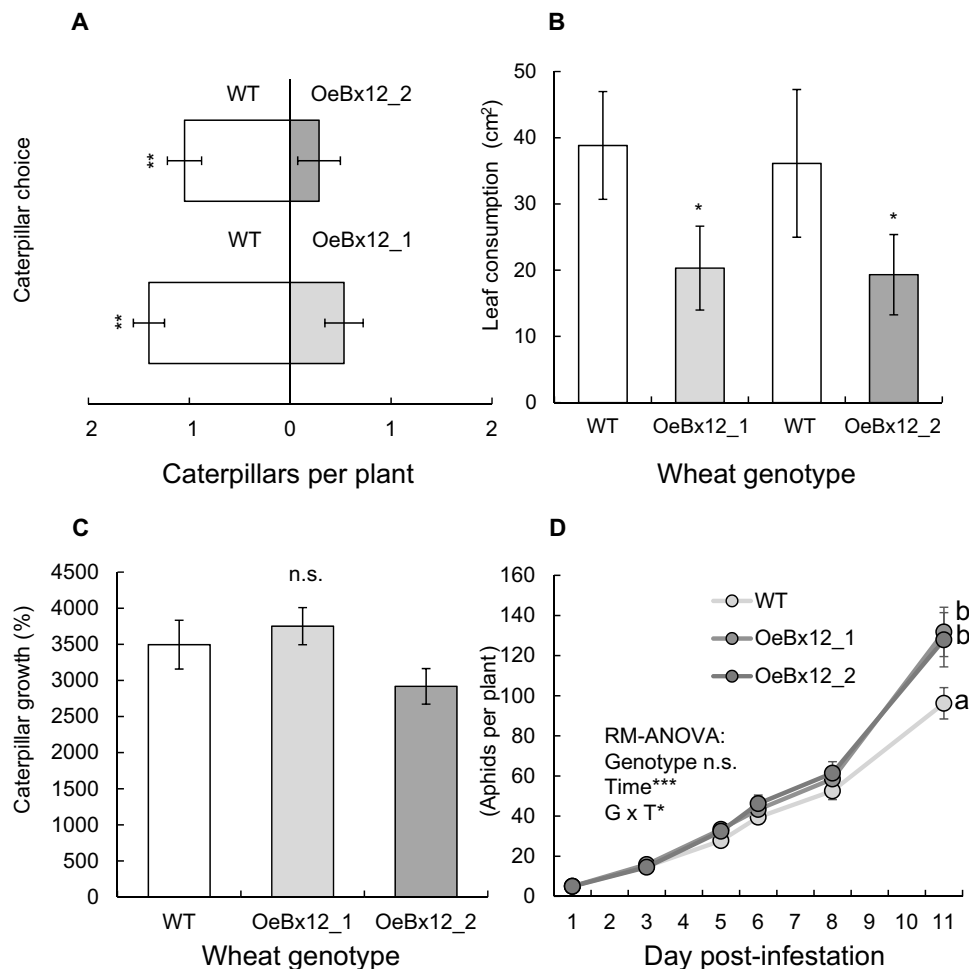 A
WT OeBx12_2
**
WT OeBx12_1
**
Caterpillar choice
2 1 0 1 2
Caterpillars per plant
B
50
40
30
20
10
0
Leaf consumption (cm²)
* *
WT OeBx12_1 WT OeBx12_2
Wheat genotype
C
4500
4000
3500
3000
2500
2000
1500
1000
500
0
Caterpillar growth (%)
n.s.
WT OeBx12_1 OeBx12_2
Wheat genotype
D
160
140
120
100
80
60
40
20
0
(Aphids per plant)
WT
OeBx12_1
OeBx12_2
RM-ANOVA:
Genotype n.s.
Time***
G x T*
b
b
a
1 2 3 4 5 6 7 8 9 10 11
Day post-infestation